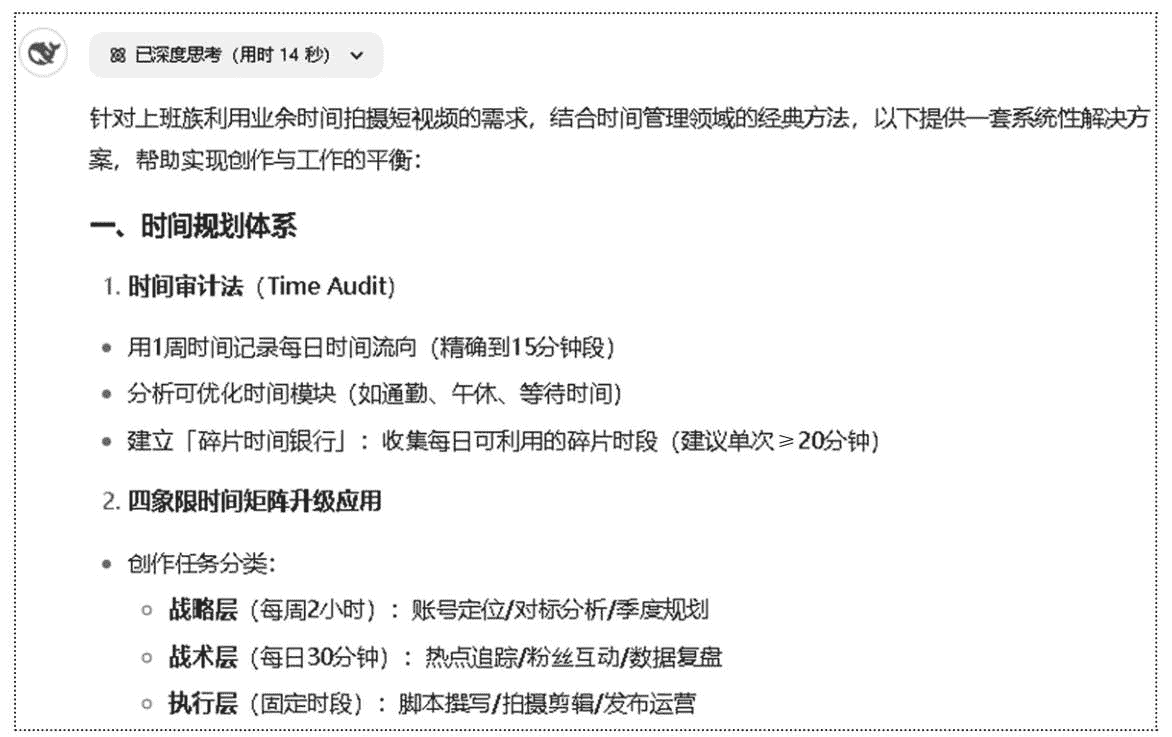 已深度思考（用时 14 秒）
针对上班族利用业余时间拍摄短视频的需求，结合时间管理领域的经典方法，以下提供一套系统性解决方
案，帮助实现创作与工作的平衡：
一、时间规划体系
1. 时间审计法（Time Audit）
• 用1周时间记录每日时间流向（精确到15分钟段）
• 分析可优化时间模块（如通勤、午休、等待时间）
• 建立「碎片时间银行」：收集每日可利用的碎片时段（建议单次≥20分钟）
2. 四象限时间矩阵升级应用
• 创作任务分类：
◦ 战略层（每周2小时）：账号定位/对标分析/季度规划
◦ 战术层（每日30分钟）：热点追踪/粉丝互动/数据复盘
◦ 执行层（固定时段）：脚本撰写/拍摄剪辑/发布运营